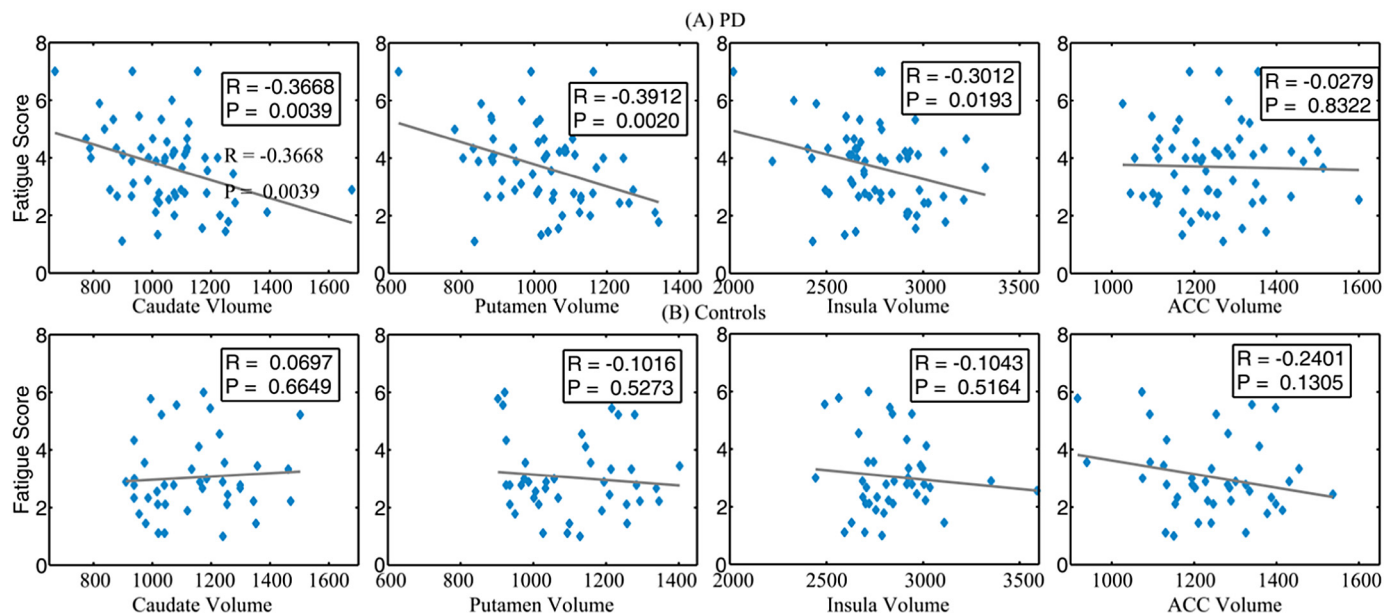 (A) PD
8
6
4
2
0
Fatigue Score
R = -0.3668
P = 0.0039
R = -0.3668
P = 0.0039
800 1000 1200 1400 1600
Caudate Vloume
R = -0.3912
P = 0.0020
8
6
4
2
0
600 800 1000 1200 1400
Putamen Volume
R = -0.3012
P = 0.0193
8
6
4
2
0
2000 2500 3000 3500
Insula Volume
R = -0.0279
P = 0.8322
8
6
4
2
0
1000 1200 1400 1600
ACC Volume
(B) Controls
8
6
4
2
0
Fatigue Score
R = 0.0697
P = 0.6649
800 1000 1200 1400 1600
Caudate Volume
R = -0.1016
P = 0.5273
8
6
4
2
0
600 800 1000 1200 1400
Putamen Volume
R = -0.1043
P = 0.5164
8
6
4
2
0
2000 2500 3000 3500
Insula Volume
R = -0.2401
P = 0.1305
8
6
4
2
0
1000 1200 1400 1600
ACC Volume